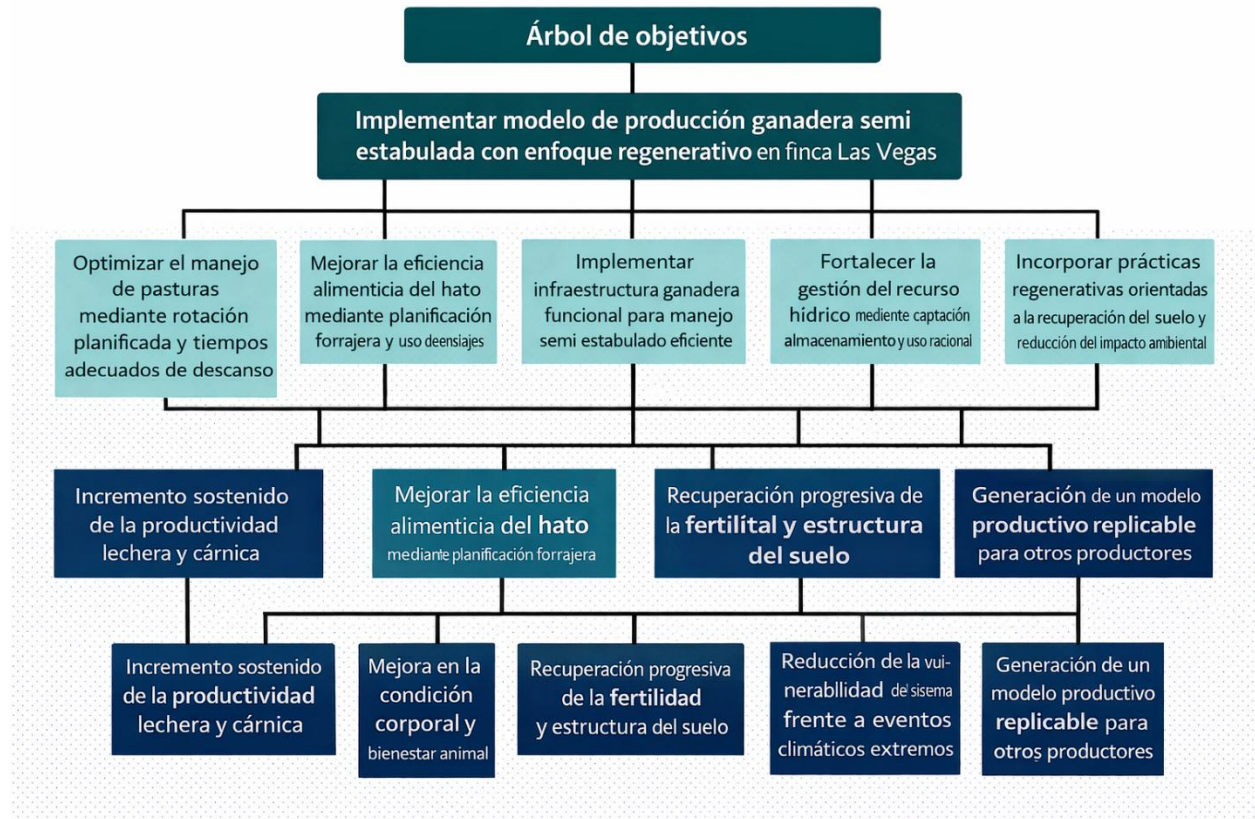 Árbol de objetivos
Implementar modelo de producción ganadera semi
estabulada con enfoque regenerativo en finca Las Vegas
Optimizar el manejo
de pasturas
mediante rotación
planificada y tiempos
adecuados de descanso
Mejorar la eficiencia
alimenticia del hato
mediante planificación
forrajera y uso deensiajes
Implementar
infraestructura ganadera
funcional para manejo
semi estabulado eficiente
Fortalecer la
gestión del recurso
hídrico mediante captación
almacenamiento y uso racional
Incorporar prácticas
regenerativas orientadas
a la recuperación del suelo y
reducción del impacto ambiental
Incremento sostenido
de la productividad
lechera y cárnica
Mejorar la eficiencia
alimenticia del hato
mediante planificación forrajera
Recuperación progresiva de
la fertilítal y estructura
del suelo
Generación de un modelo
productivo replicable
para otros productores
Incremento sostenido
de la productividad
lechera y cárnica
Mejora en la
condición
corporal y
bienestar animal
Recuperación progresiva
de la fertilidad
y estructura del suelo
Reducción de la vui-
nerabllidad del sisema
frente a eventos
climáticos extremos
Generación de un
modelo productivo
replicable para
otros productores